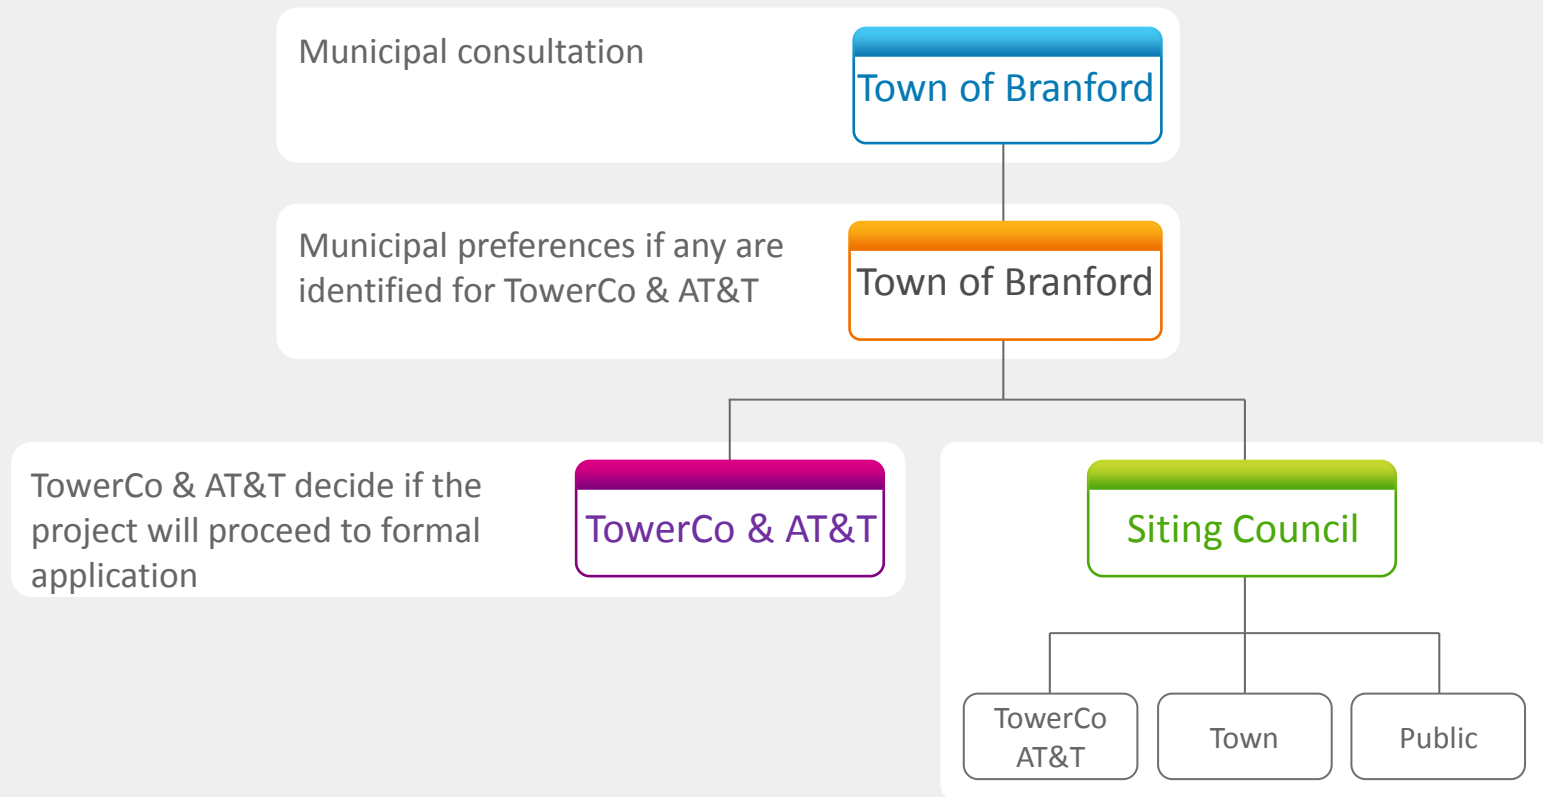 Municipal consultation
Town of Branford
Municipal preferences if any are
identified for TowerCo & AT&T
Town of Branford
TowerCo & AT&T decide if the
project will proceed to formal
application
TowerCo & AT&T
Siting Council
TowerCo
AT&T
Town
Public